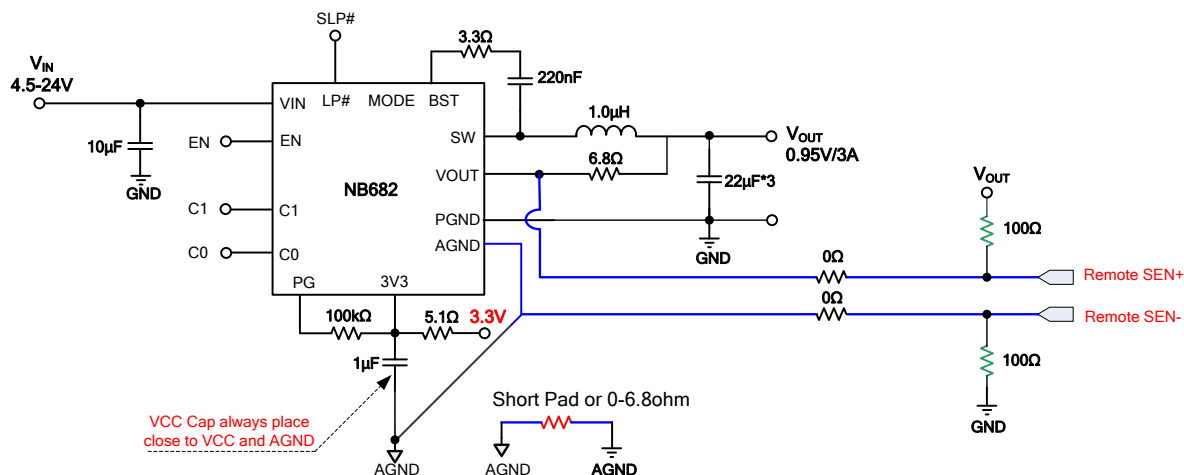 SLP#
3.3Ω
V_IN
4.5-24V
220nF
VIN
LP#
MODE
BST
1.0µH
10µF
EN
EN
SW
V_OUT
0.95V/3A
6.8Ω
GND
VOUT
NB682
22µF*3
V_OUT
C1
C1
PGND
100Ω
AGND
GND
C0
C0
0Ω
Remote SEN+
PG
3V3
0Ω
100kΩ
5.1Ω
3.3V
Remote SEN-
1µF
100Ω
Short Pad or 0-6.8ohm
VCC Cap always place
close to VCC and AGND
GND
AGND
AGND
AGND